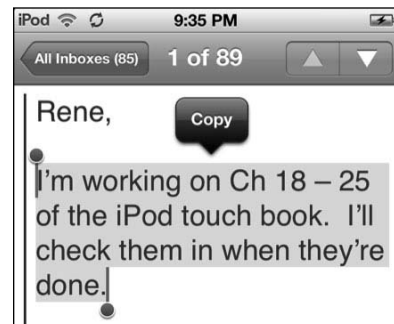 iPod 9:35 PM
All Inboxes (85) 1 of 89
Rene,
Copy
I'm working on Ch 18 – 25
of the iPod touch book.  I'll
check them in when they're
done.